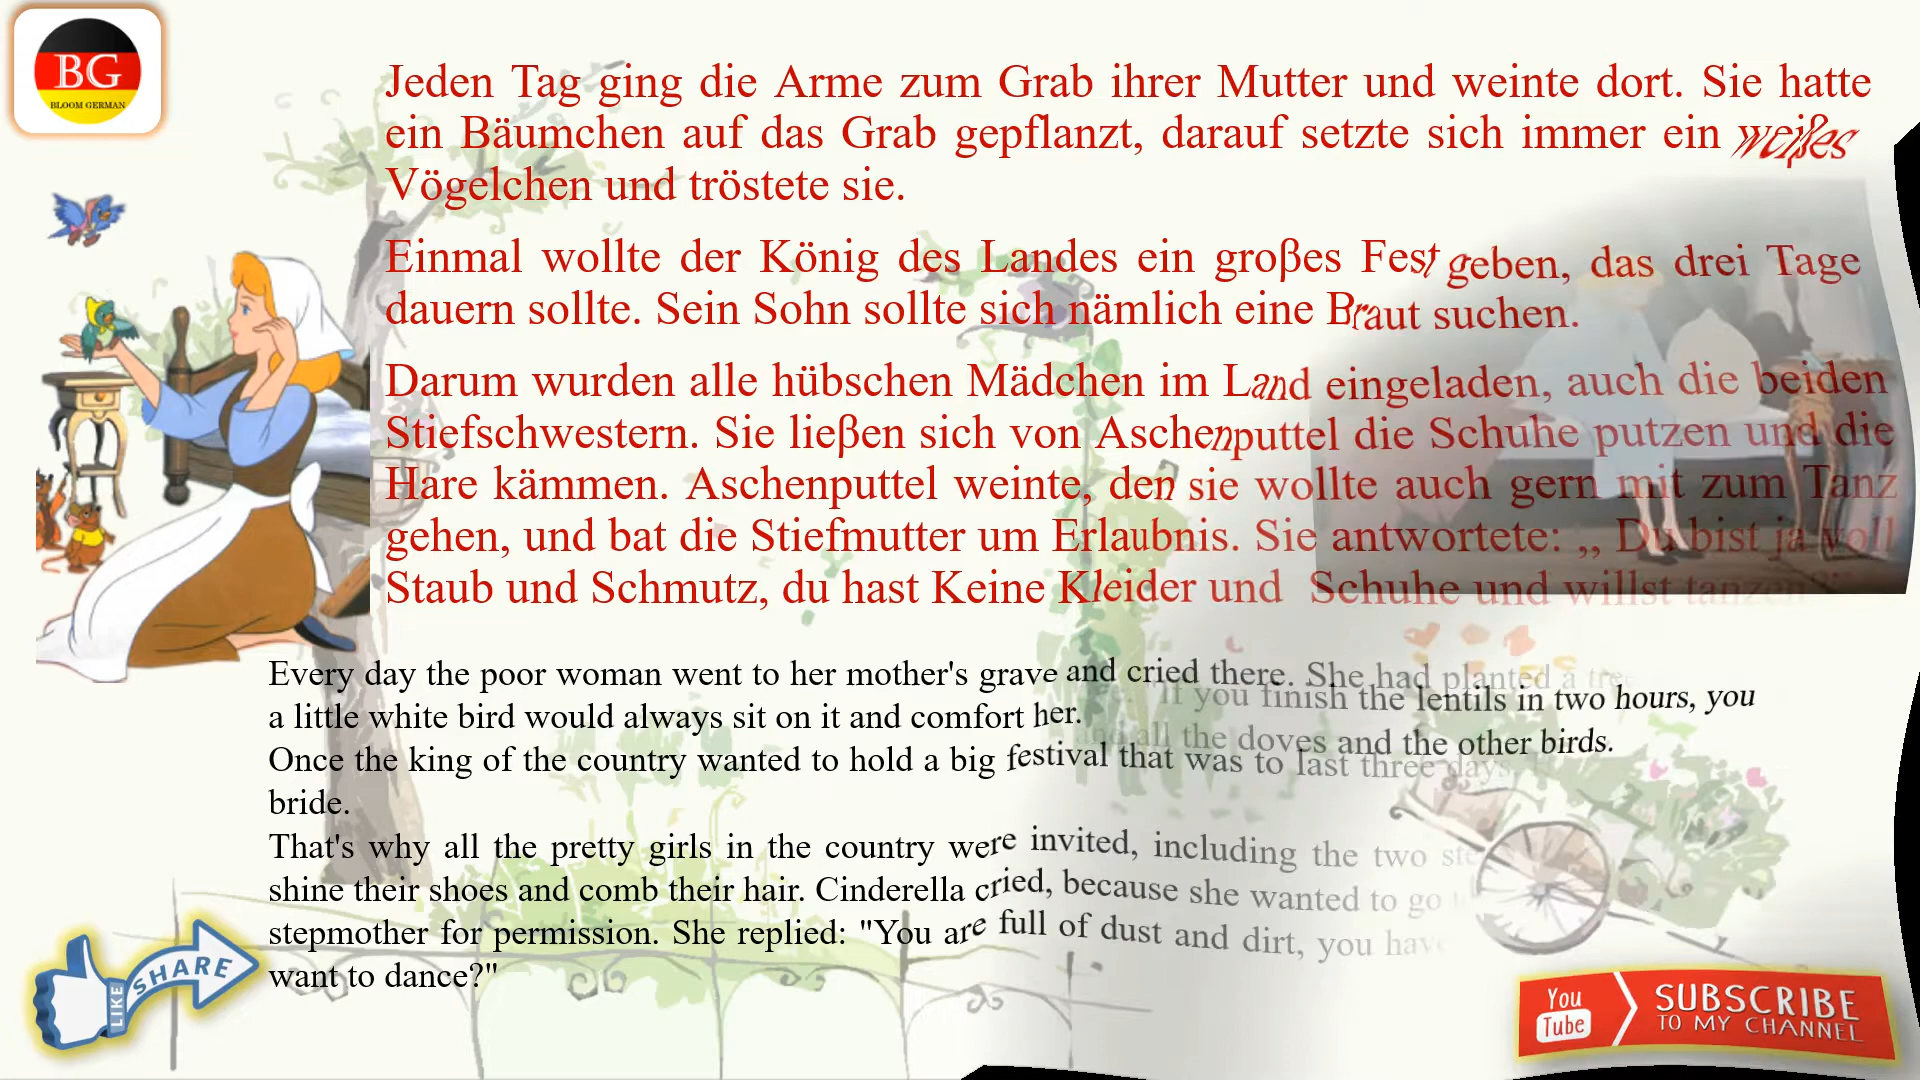 BG
BLOOM GERMAN
Jeden Tag ging die Arme zum Grab ihrer Mutter und weinte dort. Sie hatte
ein Bäumchen auf das Grab gepflanzt, darauf setzte sich immer ein weißes
Vögelchen und tröstete sie.
Einmal wollte der König des Landes ein groβes Fest geben, das drei Tage
dauern sollte. Sein Sohn sollte sich nämlich eine Braut suchen.
Darum wurden alle hübschen Mädchen im Land eingeladen, auch die beiden
Stiefschwestern. Sie lieβen sich von Aschenputtel die Schuhe putzen und die
Hare kämmen. Aschenputtel weinte, den sie wollte auch gern mit zum Tanz
gehen, und bat die Stiefmutter um Erlaubnis. Sie antwortete: ,, Du bist ja voll
Staub und Schmutz, du hast Keine Kleider und Schuhe und willst tanzen?"
Every day the poor woman went to her mother's grave and cried there. She had planted a tree
"If you finish the lentils in two hours, you
a little white bird would always sit on it and comfort her.
and all the doves and the other birds.
Once the king of the country wanted to hold a big festival that was to last three days.
bride.
That's why all the pretty girls in the country were invited, including the two
shine their shoes and comb their hair. Cinderella cried, because she wanted to go
stepmother for permission. She replied: "You are full of dust and dirt, you have
want to dance?"
LIKE SHARE
You Tube SUBSCRIBE
TO MY CHANNEL